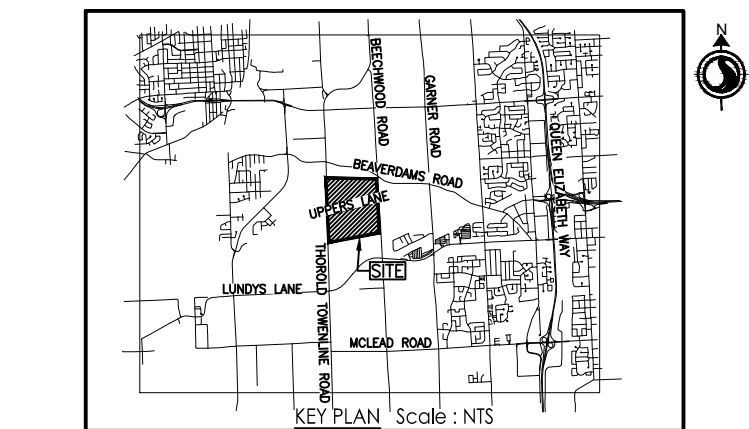 N
BEECHWOOD ROAD
GARNER ROAD
QUEEN ELIZABETH WAY
BEAVERDAMS ROAD
UPPERS LANE
SITE
THOROLD TOWENLINE ROAD
LUNDYS LANE
MCLEAD ROAD
KEY PLAN Scale : NTS